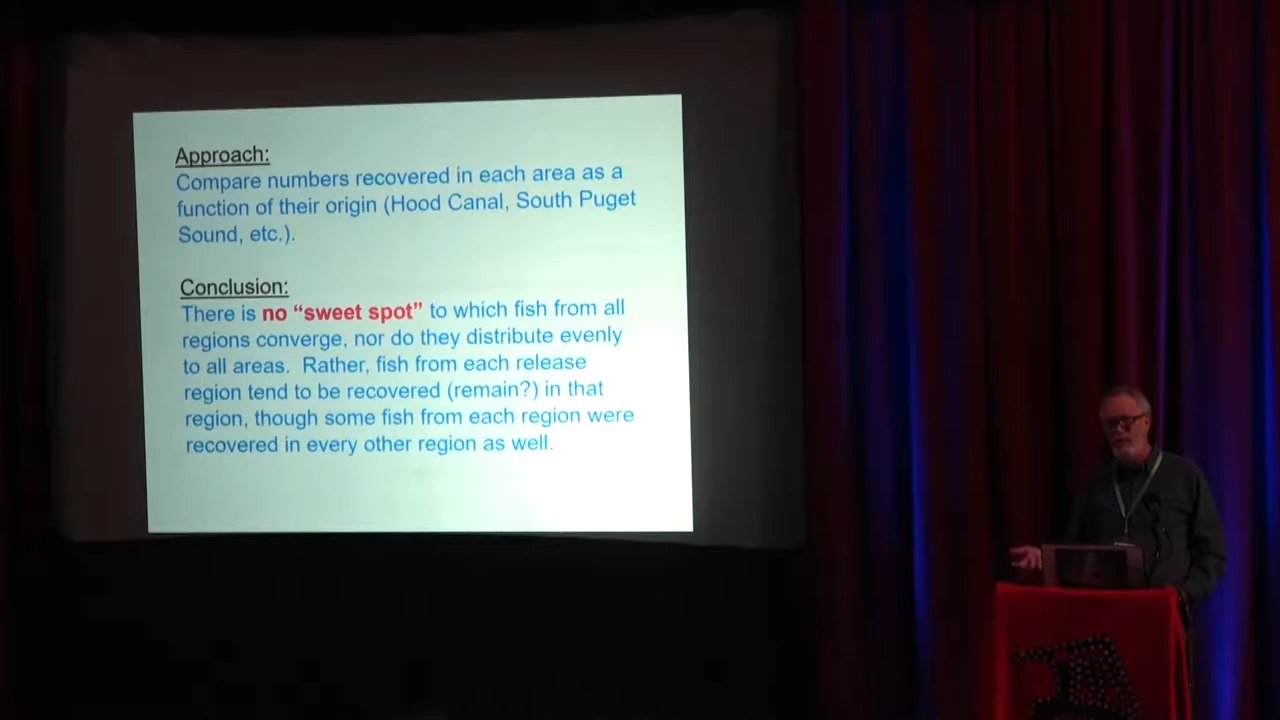 Approach:
Compare numbers recovered in each area as a
function of their origin (Hood Canal, South Puget
Sound, etc.).
Conclusion:
There is no “sweet spot” to which fish from all
regions converge, nor do they distribute evenly
to all areas.  Rather, fish from each release
region tend to be recovered (remain?) in that
region, though some fish from each region were
recovered in every other region as well.